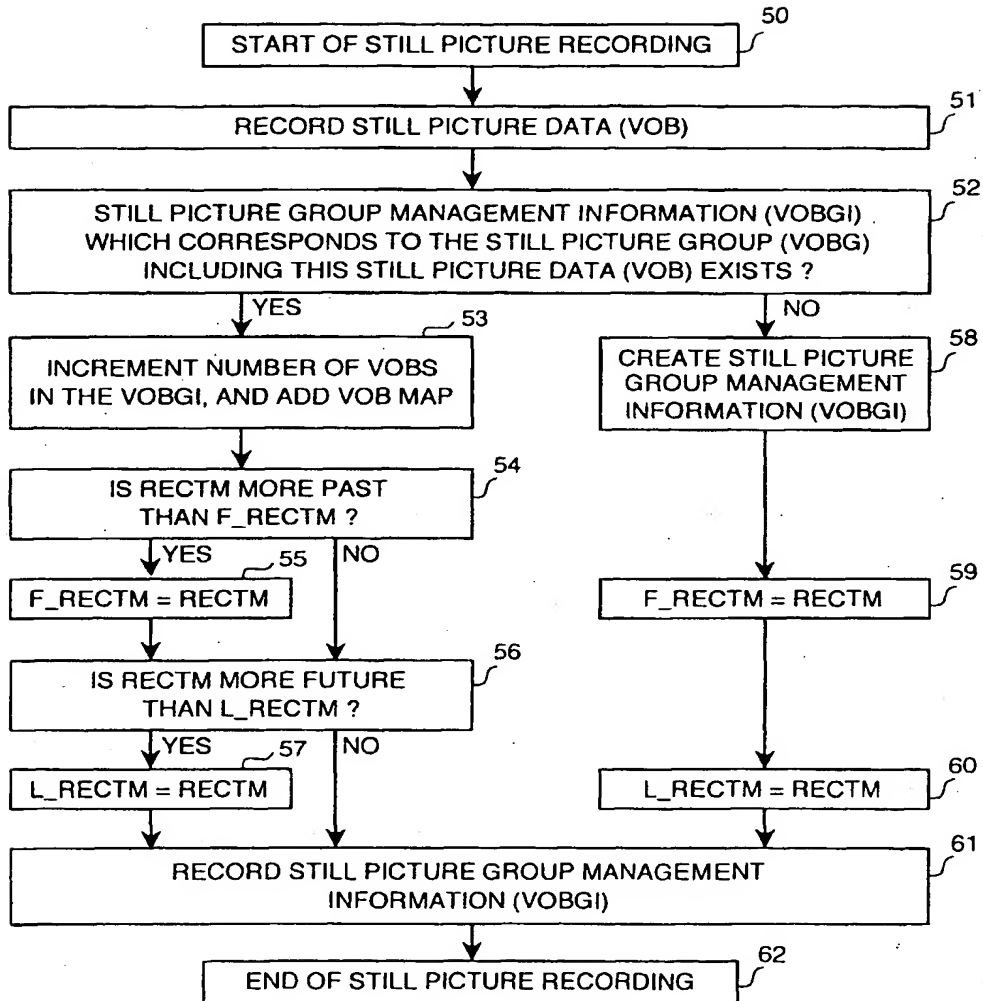 50
START OF STILL PICTURE RECORDING
51
RECORD STILL PICTURE DATA (VOB)
52
STILL PICTURE GROUP MANAGEMENT INFORMATION (VOBGI)
WHICH CORRESPONDS TO THE STILL PICTURE GROUP (VOBG)
INCLUDING THIS STILL PICTURE DATA (VOB) EXISTS ?
YES
NO
53
INCREMENT NUMBER OF VOBS
IN THE VOBGI, AND ADD VOB MAP
58
CREATE STILL PICTURE
GROUP MANAGEMENT
INFORMATION (VOBGI)
54
IS RECTM MORE PAST
THAN F_RECTM ?
YES
NO
55
F_RECTM = RECTM
59
F_RECTM = RECTM
56
IS RECTM MORE FUTURE
THAN L_RECTM ?
YES
NO
57
L_RECTM = RECTM
60
L_RECTM = RECTM
61
RECORD STILL PICTURE GROUP MANAGEMENT
INFORMATION (VOBGI)
62
END OF STILL PICTURE RECORDING